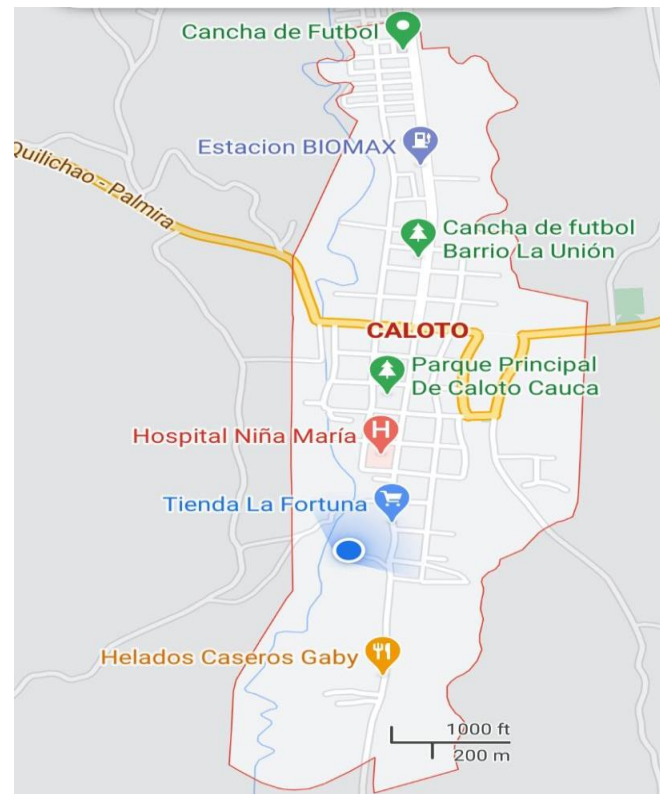 Cancha de Futbol
Estacion BIOMAX
Quilichao - Palmira
Cancha de futbol
Barrio La Unión
CALOTO
Parque Principal
De Caloto Cauca
H
Hospital Niña María
Tienda La Fortuna
Helados Caseros Gaby
1000 ft
200 m